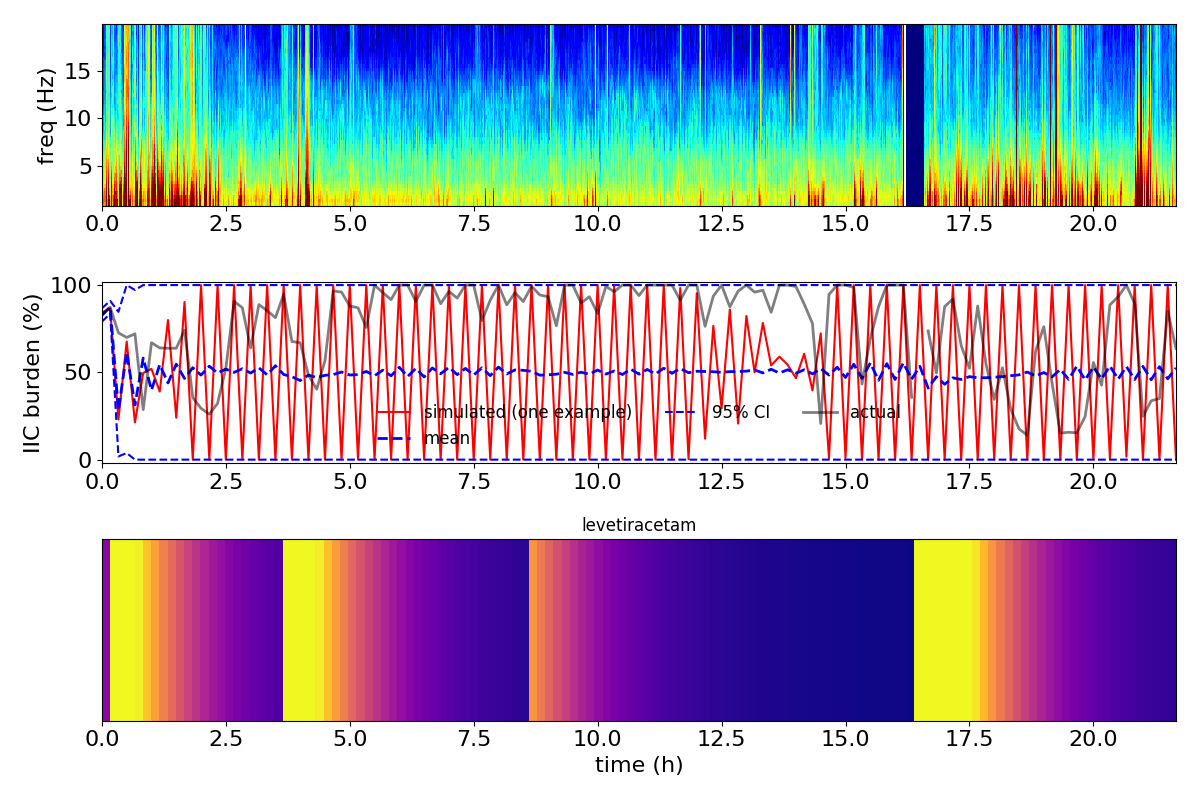 freq (Hz)
15
10
5
0.0 2.5 5.0 7.5 10.0 12.5 15.0 17.5 20.0
IIC burden (%)
100
50
0
simulated (one example) 95% CI actual
mean
0.0 2.5 5.0 7.5 10.0 12.5 15.0 17.5 20.0
levetiracetam
0.0 2.5 5.0 7.5 10.0 12.5 15.0 17.5 20.0
time (h)